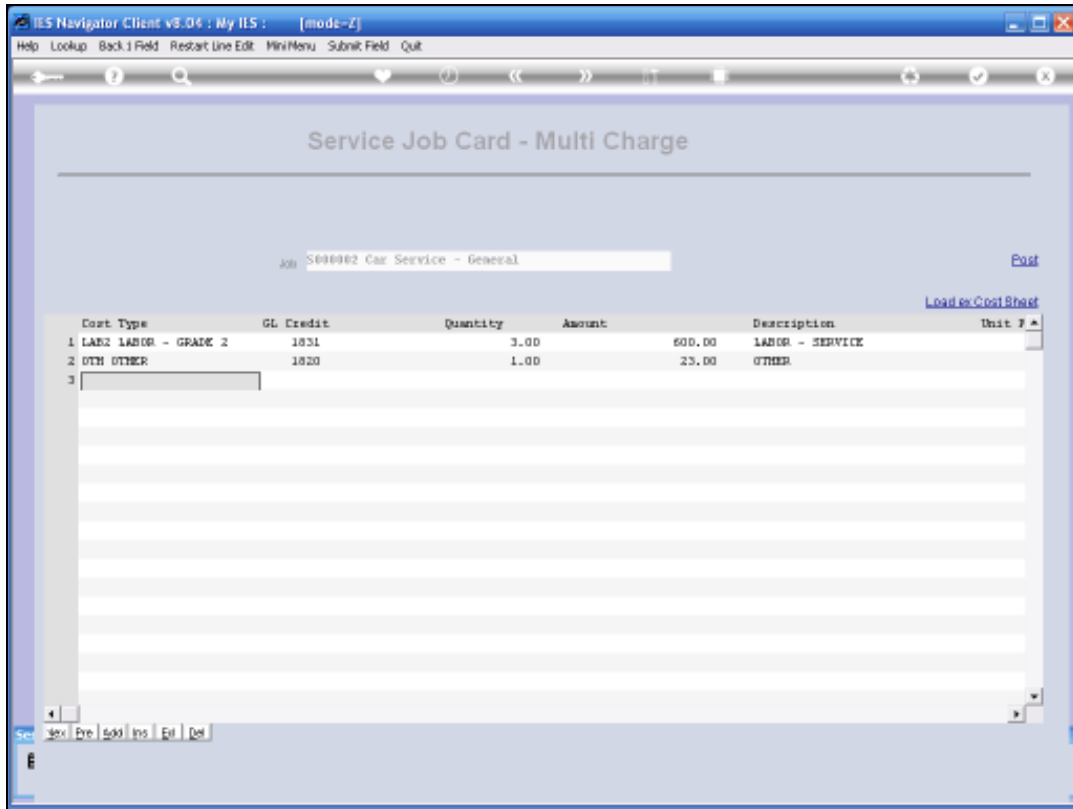 IES Navigator Client v8.04 : My IES : [mode=Z]
Help Lookup Back 1 Field Restart Line Edit MiniMenu Submit Field Quit
Service Job Card - Multi Charge
Job S000002 Car Service - General
Post
Load ex Cost Sheet
Cost Type GL Credit Quantity Amount Description Unit
1 LAB2 LABOR - GRADE 2 1831 3.00 600.00 LABOR - SERVICE
2 OTH OTHER 1820 1.00 23.00 OTHER
3
Pre Add Ins Del